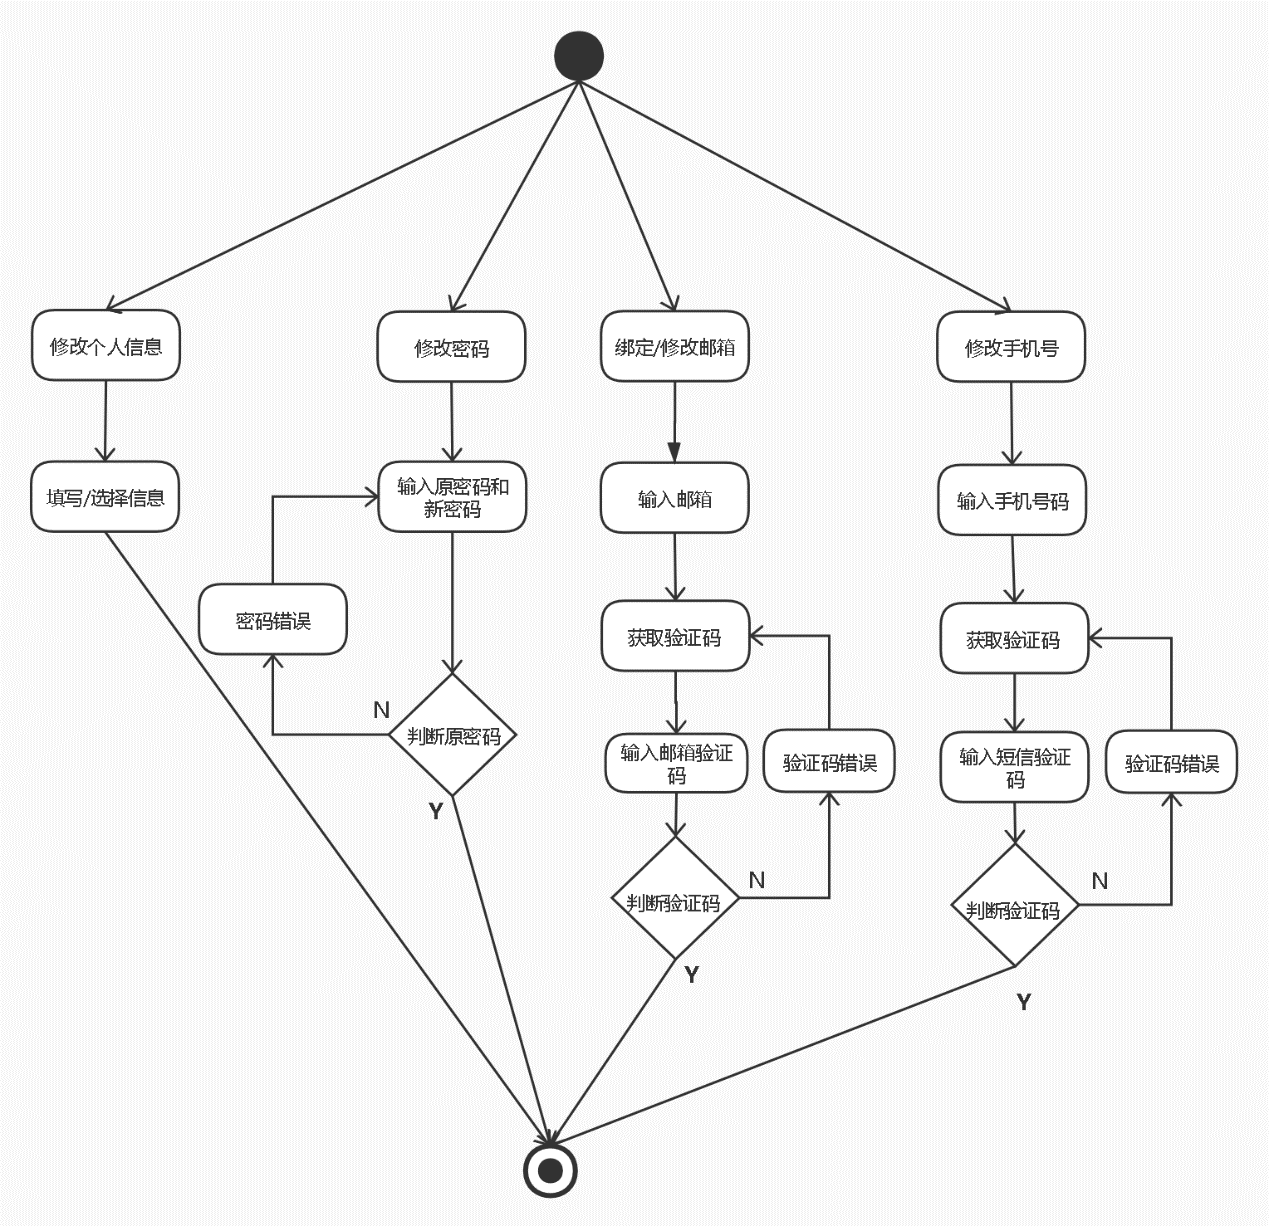 修改个人信息
修改密码
绑定/修改邮箱
修改手机号
填写/选择信息
输入原密码和
新密码
输入邮箱
输入手机号码
密码错误
获取验证码
获取验证码
N
判断原密码
输入邮箱验证
码
验证码错误
输入短信验证
码
验证码错误
Y
N
判断验证码
N
判断验证码
Y
Y